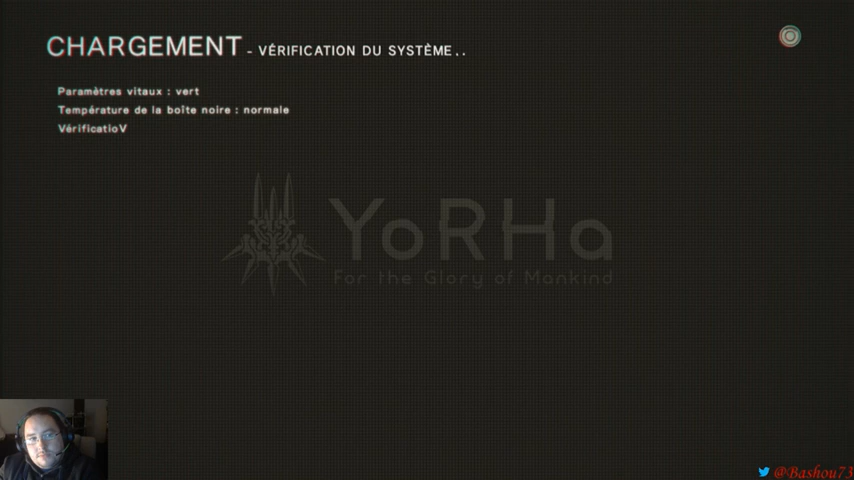 CHARGEMENT - VÉRIFICATION DU SYSTÈME..
Paramètres vitaux : vert
Température de la boîte noire : normale
VérificatioV
YoRHa
For the Glory of Mankind
@Bashou73